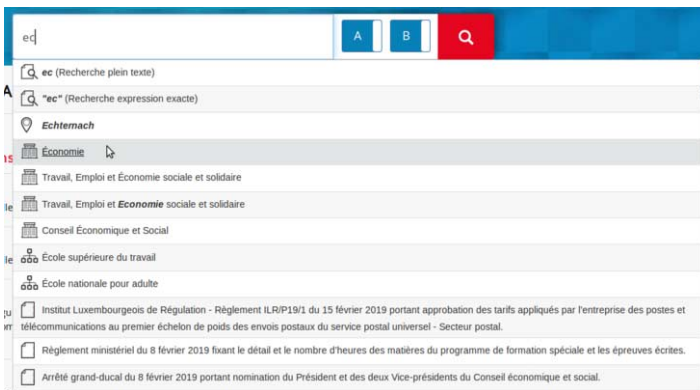 ec
A B
ec (Recherche plein texte)
"ec" (Recherche expression exacte)
Echternach
Économie
Travail, Emploi et Économie sociale et solidaire
Travail, Emploi et Economie sociale et solidaire
Conseil Économique et Social
École supérieure du travail
École nationale pour adulte
Institut Luxembourgeois de Régulation - Règlement ILR/P19/1 du 15 février 2019 portant approbation des tarifs appliqués par l'entreprise des postes et
télécommunications au premier échelon de poids des envois postaux du service postal universel - Secteur postal.
Règlement ministériel du 8 février 2019 fixant le détail et le nombre d'heures des matières du programme de formation spéciale et les épreuves écrites.
Arrêté grand-ducal du 8 février 2019 portant nomination du Président et des deux Vice-présidents du Conseil économique et social.